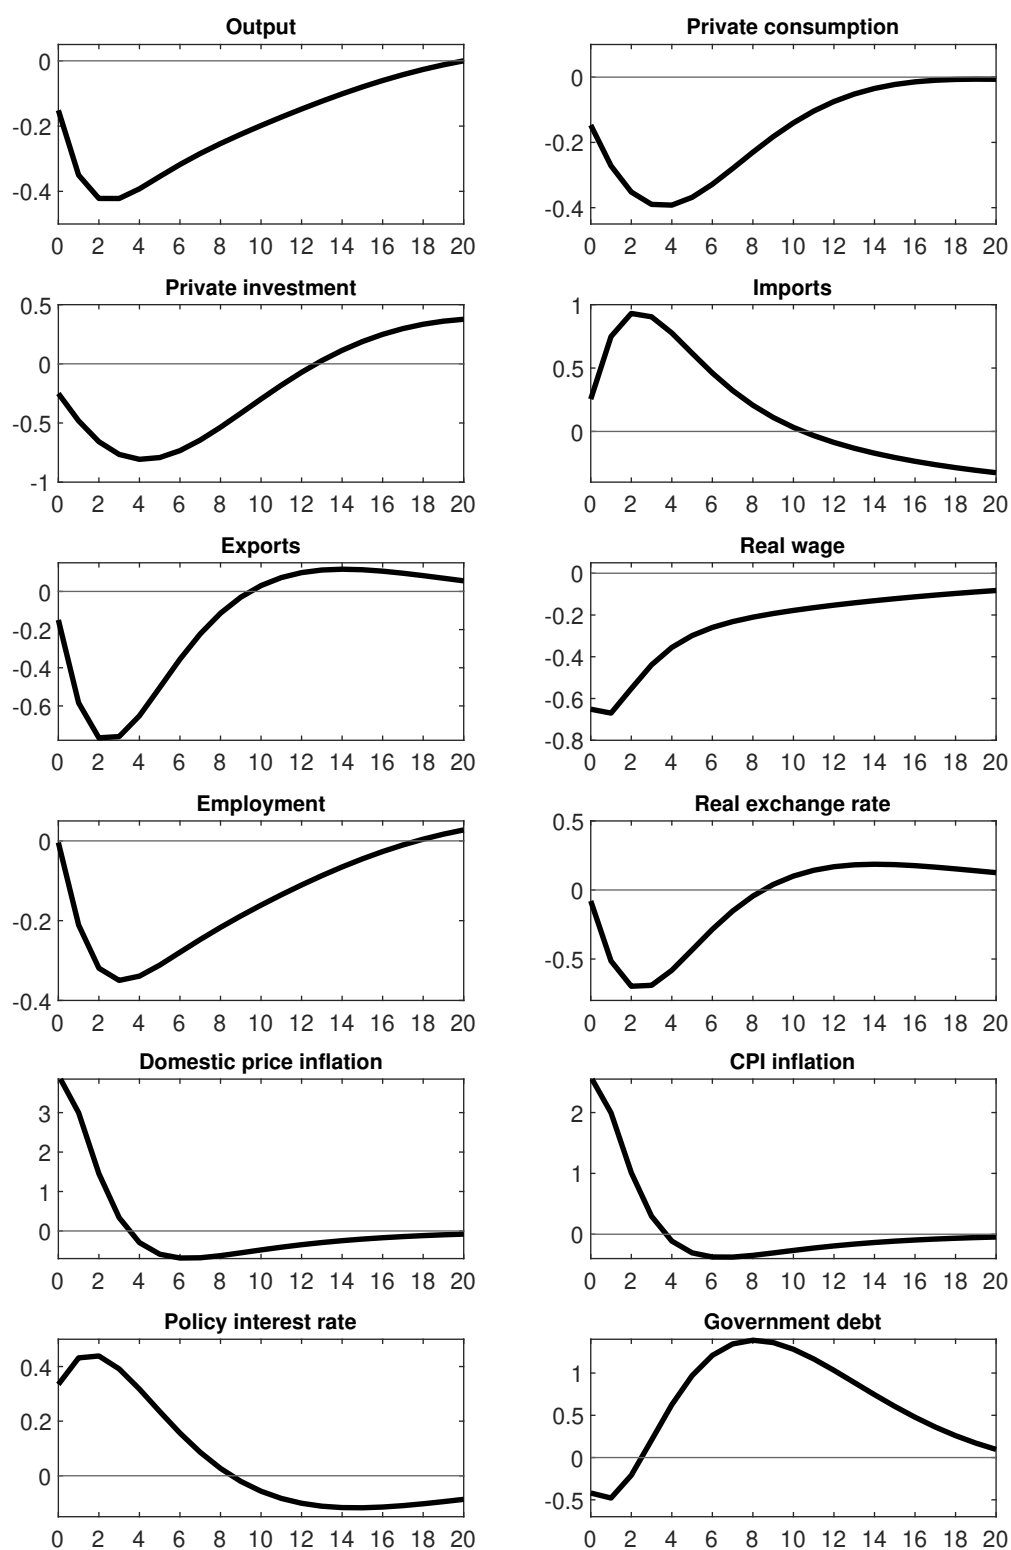 Output
0
-0.2
-0.4
0 2 4 6 8 10 12 14 16 18 20
Private consumption
0
-0.2
-0.4
0 2 4 6 8 10 12 14 16 18 20
Private investment
0.5
0
-0.5
-1
0 2 4 6 8 10 12 14 16 18 20
Imports
1
0.5
0
0 2 4 6 8 10 12 14 16 18 20
Exports
0
-0.2
-0.4
-0.6
0 2 4 6 8 10 12 14 16 18 20
Real wage
0
-0.2
-0.4
-0.6
-0.8
0 2 4 6 8 10 12 14 16 18 20
Employment
0
-0.2
-0.4
0 2 4 6 8 10 12 14 16 18 20
Real exchange rate
0.5
0
-0.5
0 2 4 6 8 10 12 14 16 18 20
Domestic price inflation
3
2
1
0
0 2 4 6 8 10 12 14 16 18 20
CPI inflation
2
1
0
0 2 4 6 8 10 12 14 16 18 20
Policy interest rate
0.4
0.2
0
0 2 4 6 8 10 12 14 16 18 20
Government debt
1
0.5
0
-0.5
0 2 4 6 8 10 12 14 16 18 20